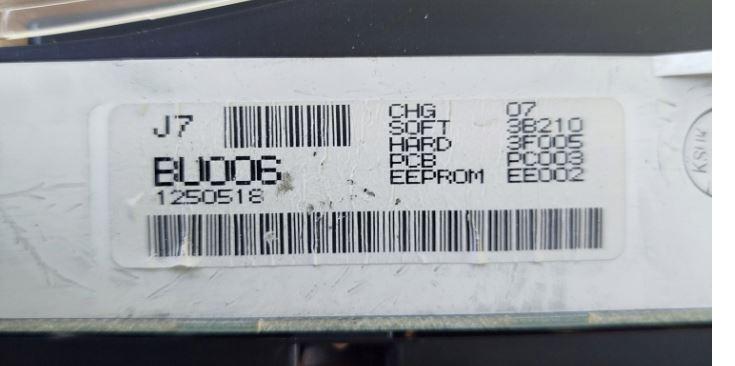 J7
BU006
1250518
CHG 07
SOFT 3B210
HARD 3F005
PCB PC003
EEPROM EE002